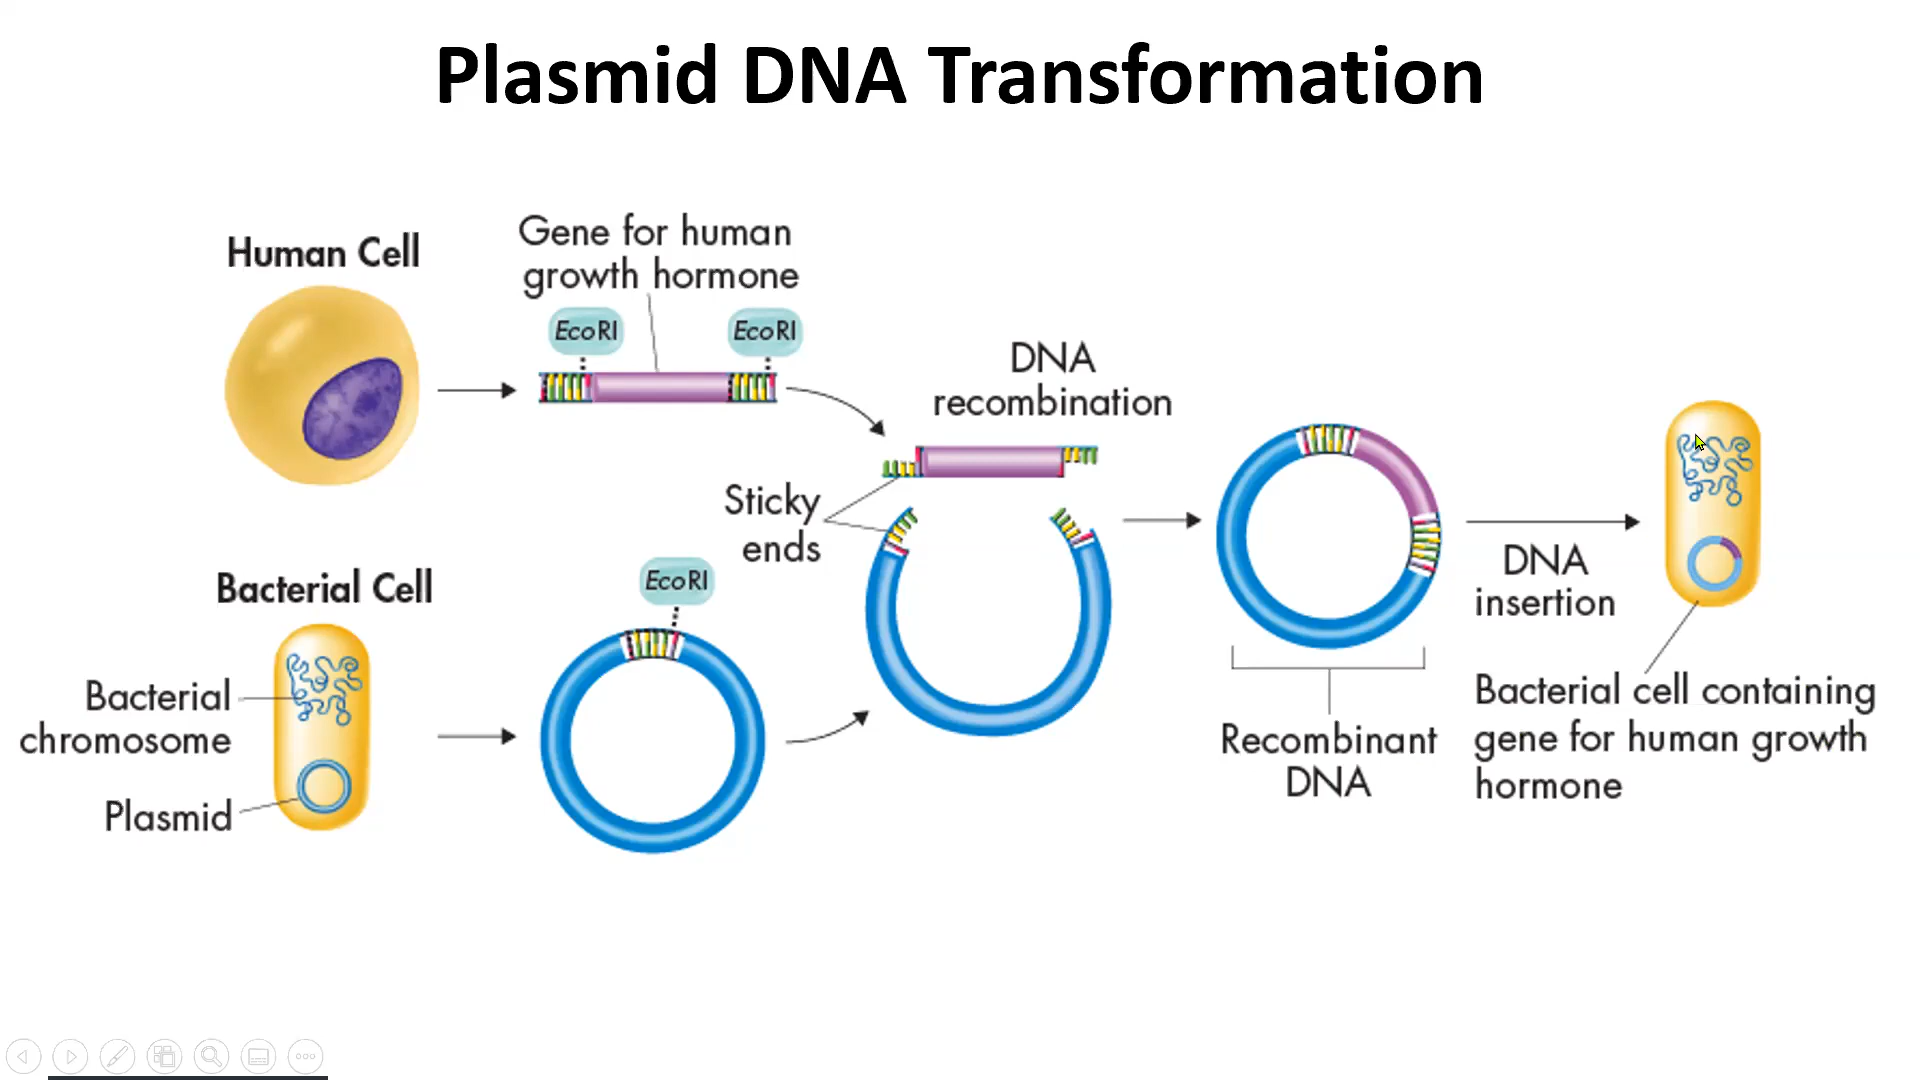 Plasmid DNA Transformation
Human Cell
Gene for human
growth hormone
EcoRI
EcoRI
DNA
recombination
Sticky
ends
Bacterial Cell
Bacterial
chromosome
Plasmid
EcoRI
Recombinant
DNA
DNA
insertion
Bacterial cell containing
gene for human growth
hormone